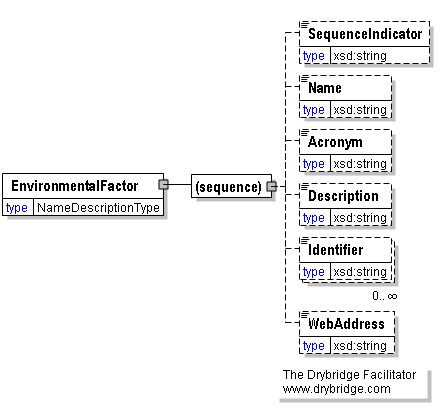 SequenceIndicator
type xsd:string
Name
type xsd:string
Acronym
type xsd:string
EnvironmentalFactor
type NameDescriptionType
(sequence)
Description
type xsd:string
Identifier
type xsd:string
0..∞
WebAddress
type xsd:string
The Drybridge Facilitator
www.drybridge.com